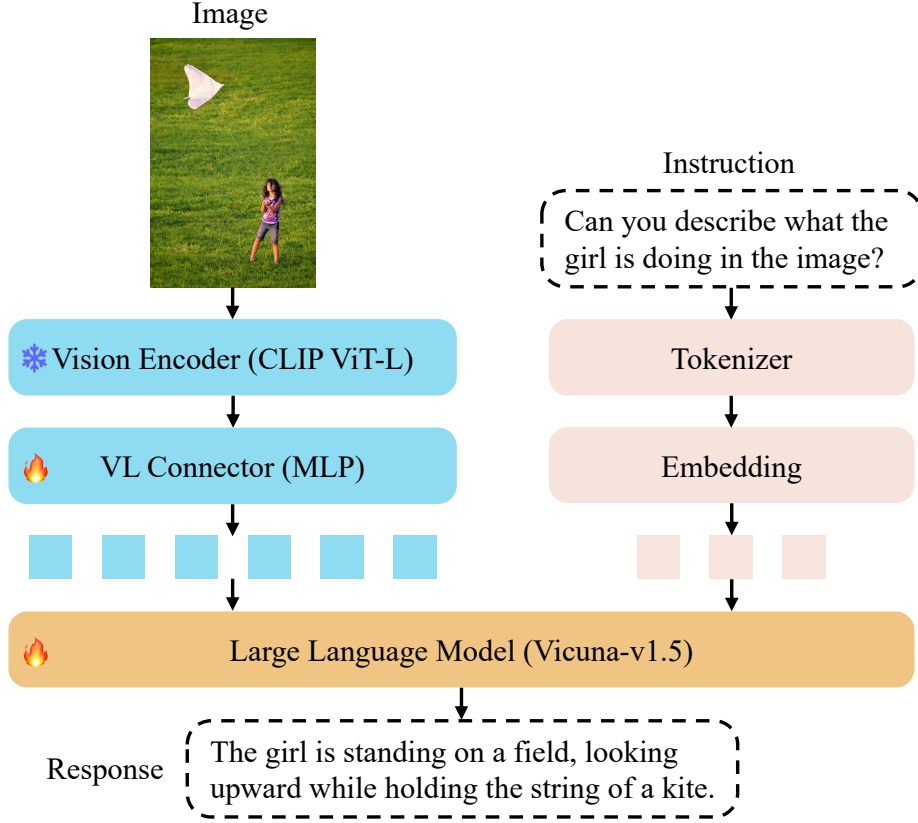 Image
Instruction
Can you describe what the
girl is doing in the image?
Vision Encoder (CLIP ViT-L)
Tokenizer
VL Connector (MLP)
Embedding
Large Language Model (Vicuna-v1.5)
Response
The girl is standing on a field, looking
upward while holding the string of a kite.